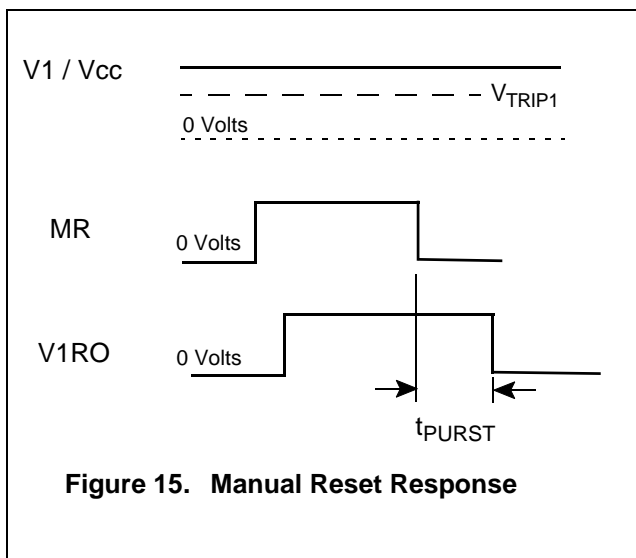 V1 / Vcc
VTRIP1
0 Volts
MR
0 Volts
V1RO
0 Volts
tPURST
Figure 15. Manual Reset Response